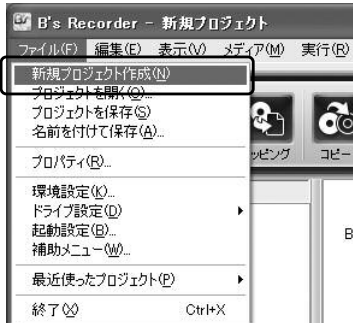 B's Recorder - 新規プロジェクト
ファイル(F) 編集(E) 表示(V) メディア(M) 実行(R)
新規プロジェクト作成(N)
プロジェクトを開く(O)...
プロジェクトを保存(S)
名前を付けて保存(A)...
ッピング
コピー
プロパティ(R)...
環境設定(K)...
ドライブ設定(D)
起動設定(B)...
補助メニュー(W)...
B
最近使ったプロジェクト(P)
終了(X) Ctrl+X